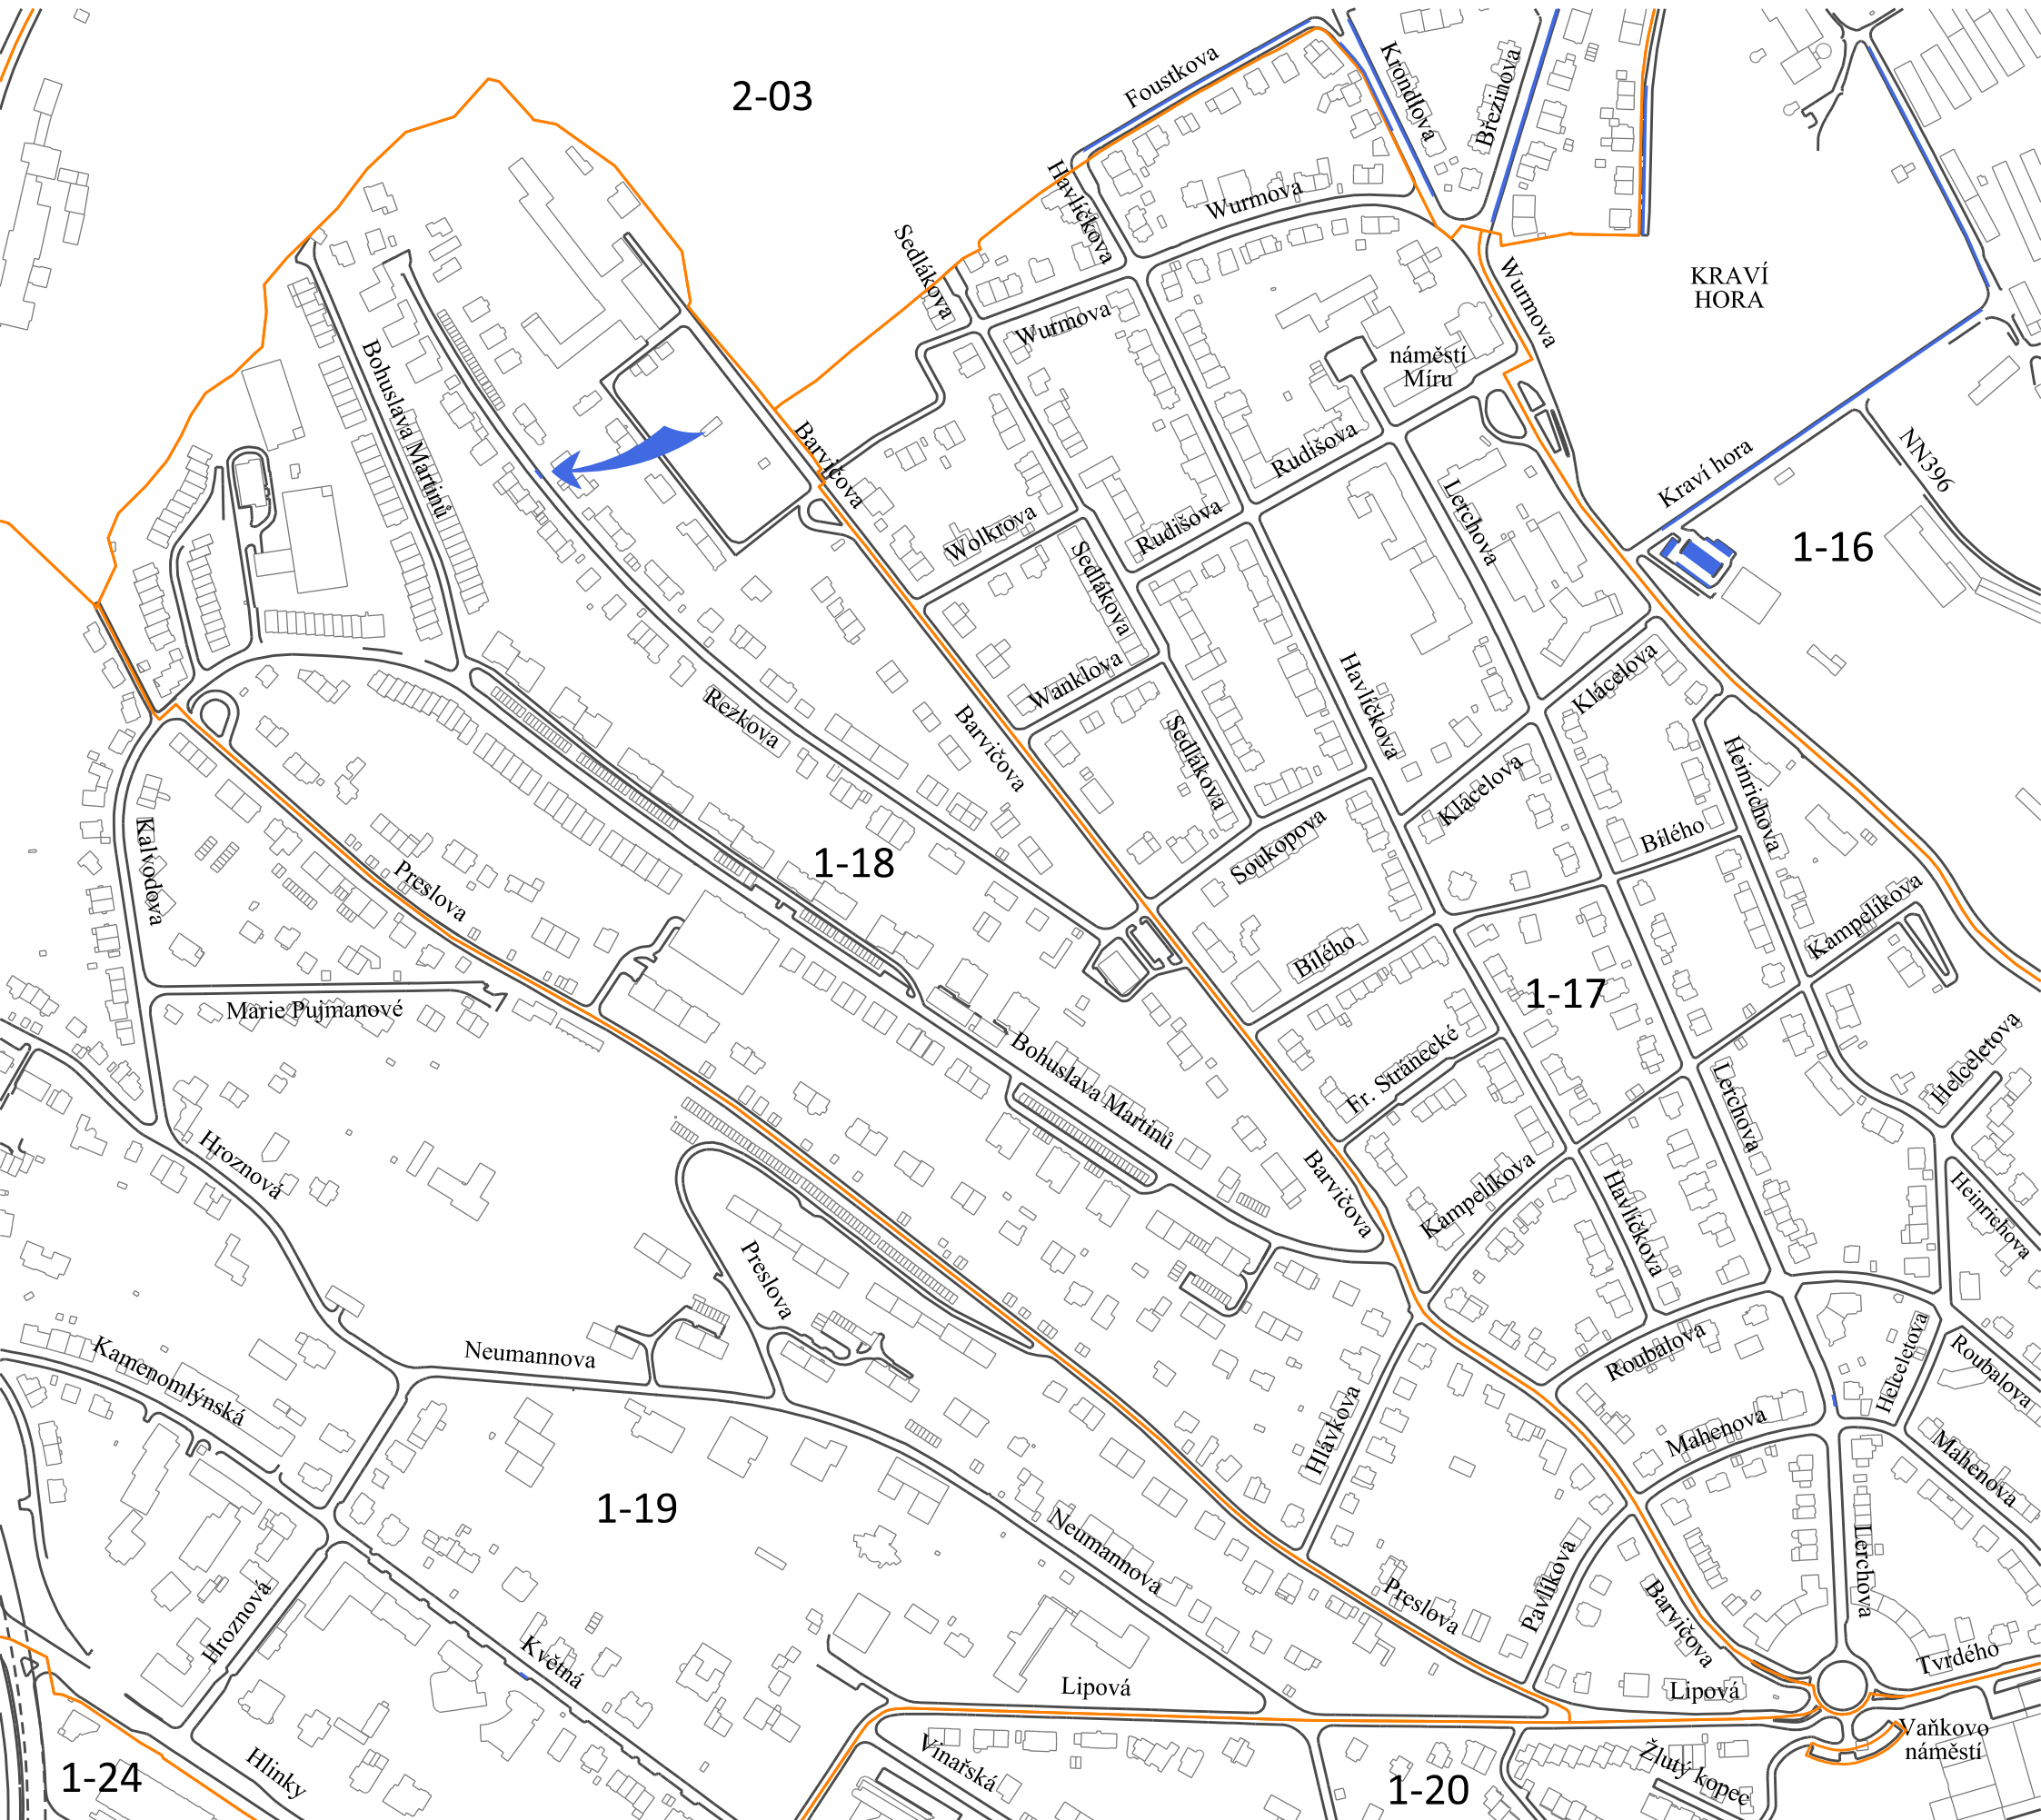 2-03
Foustkova
Krondlova
Březinova
Havlíčkova
Wurmova
Sedlákova
Wurmova
KRAVÍ
HORA
Wurmova
náměstí
Míru
Bohuslava Martinů
Barvičova
Rudišova
Lerchova
Kraví hora
NN396
Wolkrova
Rudišova
1-16
Sedlákova
Wanklova
Havlíčkova
Klácelova
Rezkova
Barvičova
Sedlákova
Klácelova
Heinrichova
Kalvodova
Preslova
1-18
Soukopova
Bílého
Kampelíkova
Bílého
1-17
Marie Pujmanové
Bohuslava Martinů
Fr. Stránecké
Helceletova
Lerchova
Hroznová
Barvičova
Kampelíkova
Havlíčkova
Heinrichova
Preslova
Neumannova
Roubalova
Helceletova
Roubalova
Kamenomlýnská
Hlávkova
Mahenova
Mahenova
1-19
Neumannova
Lerchova
Hroznová
Květná
Preslova
Pavlíkova
Barvičova
Tvrdého
Lipová
Lipová
Vaňkovo
náměstí
1-24
Hlinky
Vinařská
1-20
Žlutý kopec